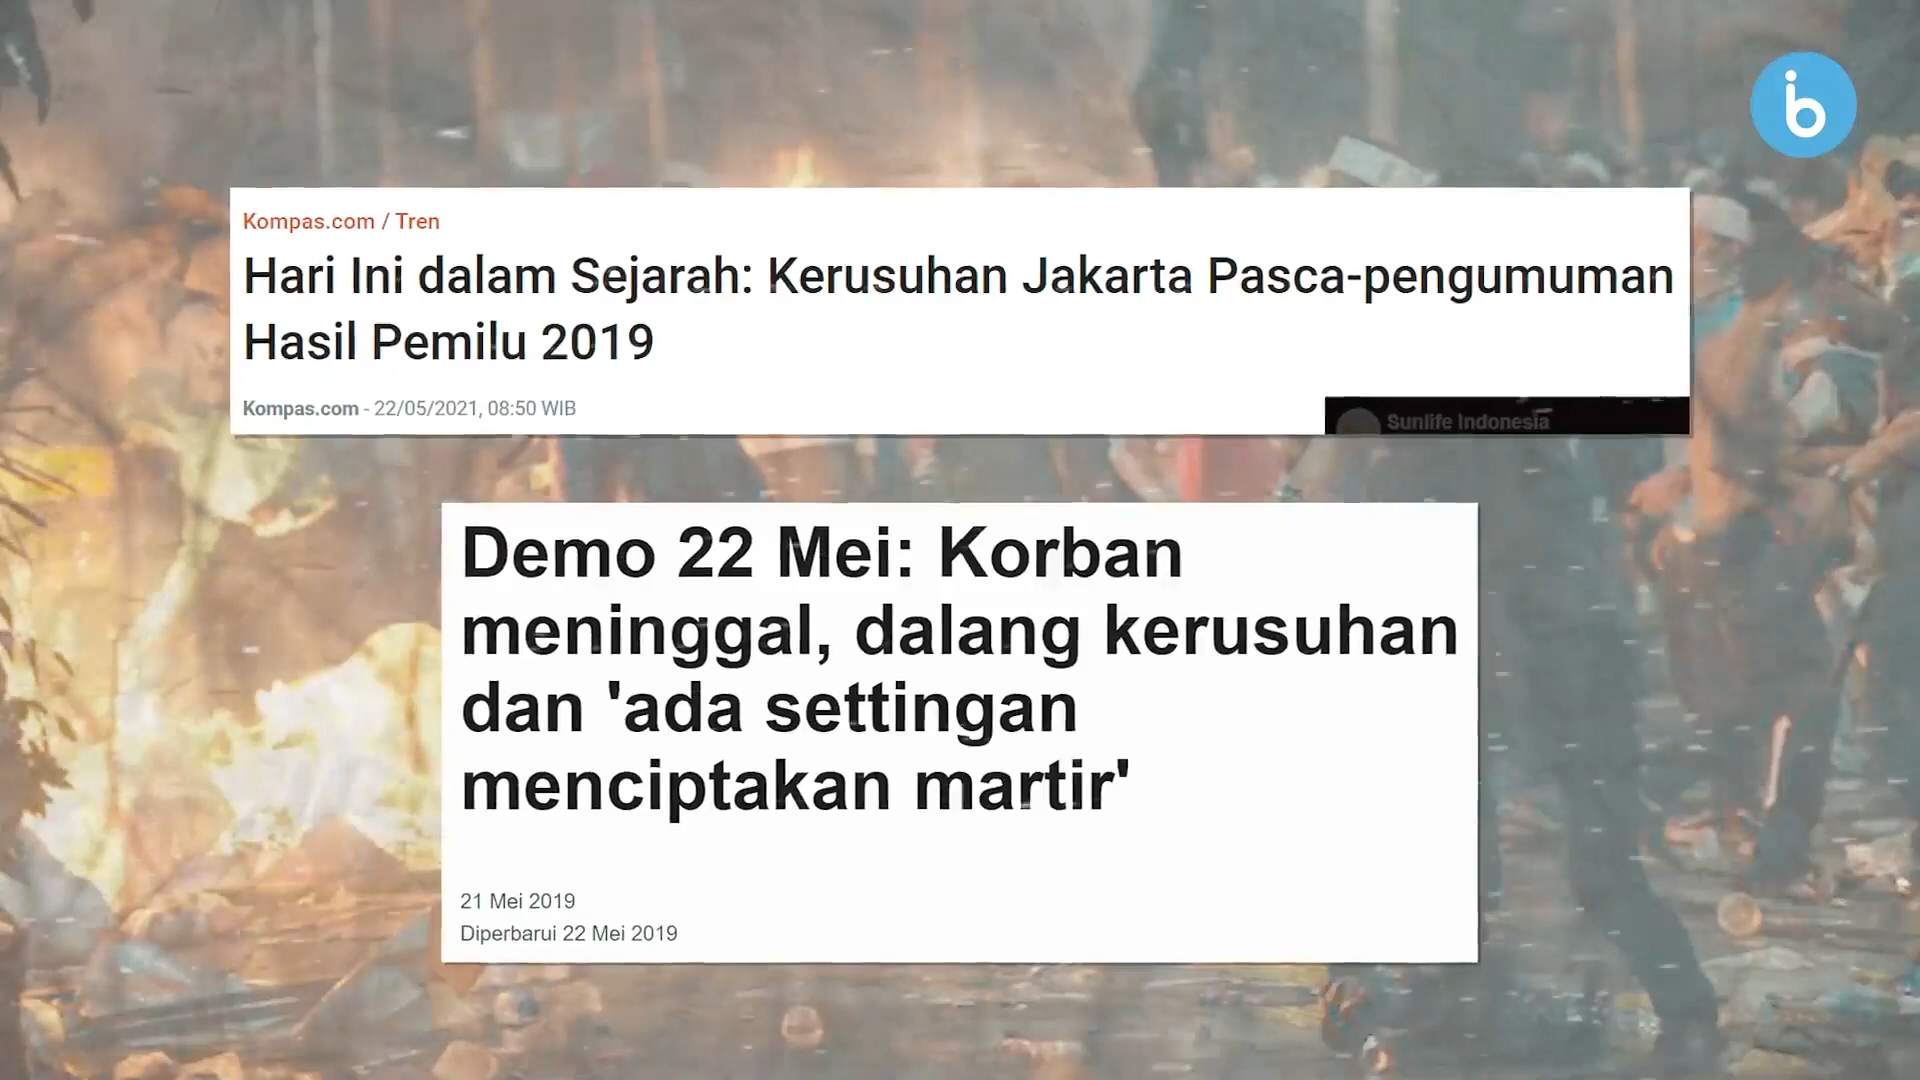 b
Kompas.com / Tren
Hari Ini dalam Sejarah: Kerusuhan Jakarta Pasca-pengumuman
Hasil Pemilu 2019
Kompas.com - 22/05/2021, 08:50 WIB
Sunlife Indonesia
Demo 22 Mei: Korban
meninggal, dalang kerusuhan
dan 'ada settingan
menciptakan martir'
21 Mei 2019
Diperbarui 22 Mei 2019